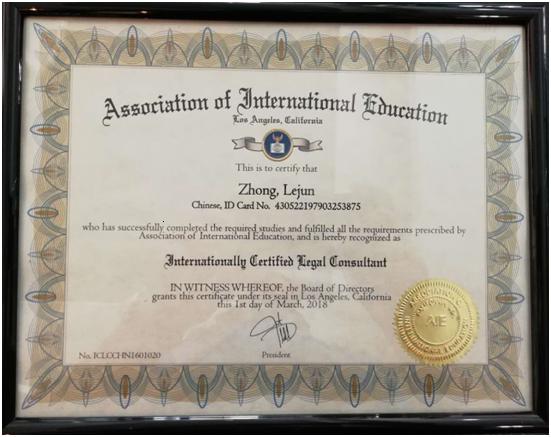 Association of International Education
Los Angeles, California
This is to certify that
Zhong, Lejun
Chinese, ID Card No. 430522197903253875
who has successfully completed the required studies and fulfilled all the requirements prescribed by
Association of International Education, and is hereby recognized as
Internationally Certified Legal Consultant
IN WITNESS WHEREOF, the Board of Directors
grants this certificate under its seal in Los Angeles, California
this 1st day of March, 2018
President
No. ICLCCHN1601020
AIE